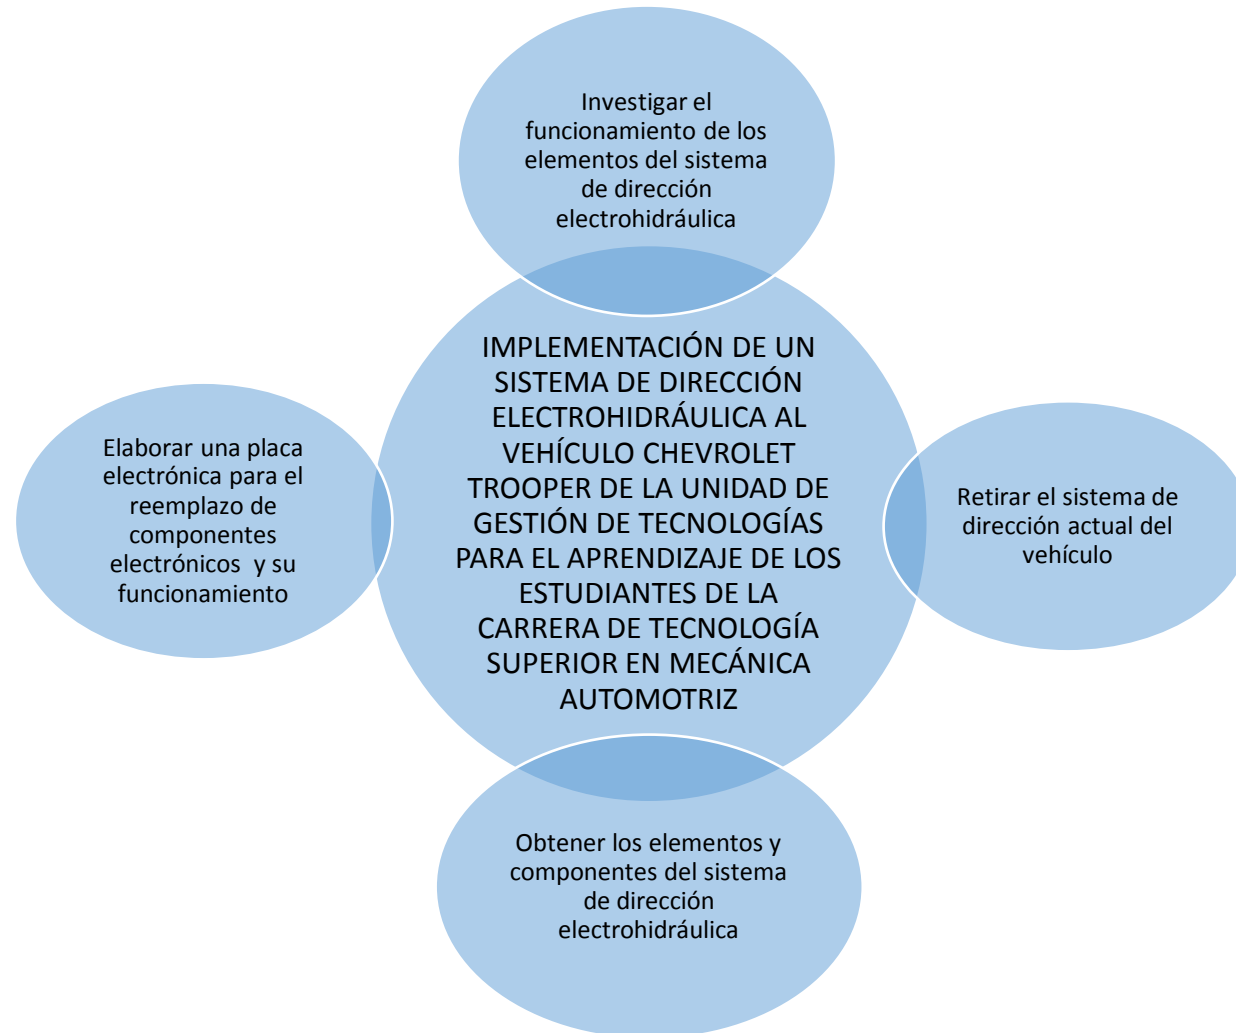 Investigar el
funcionamiento de los
elementos del sistema
de dirección
electrohidráulica
IMPLEMENTACIÓN DE UN
SISTEMA DE DIRECCIÓN
ELECTROHIDRÁULICA AL
VEHÍCULO CHEVROLET
TROOPER DE LA UNIDAD DE
GESTIÓN DE TECNOLOGÍAS
PARA EL APRENDIZAJE DE LOS
ESTUDIANTES DE LA
CARRERA DE TECNOLOGÍA
SUPERIOR EN MECÁNICA
AUTOMOTRIZ
Elaborar una placa
electrónica para el
reemplazo de
componentes
electrónicos y su
funcionamiento
Retirar el sistema de
dirección actual del
vehículo
Obtener los elementos y
componentes del sistema
de dirección
electrohidráulica